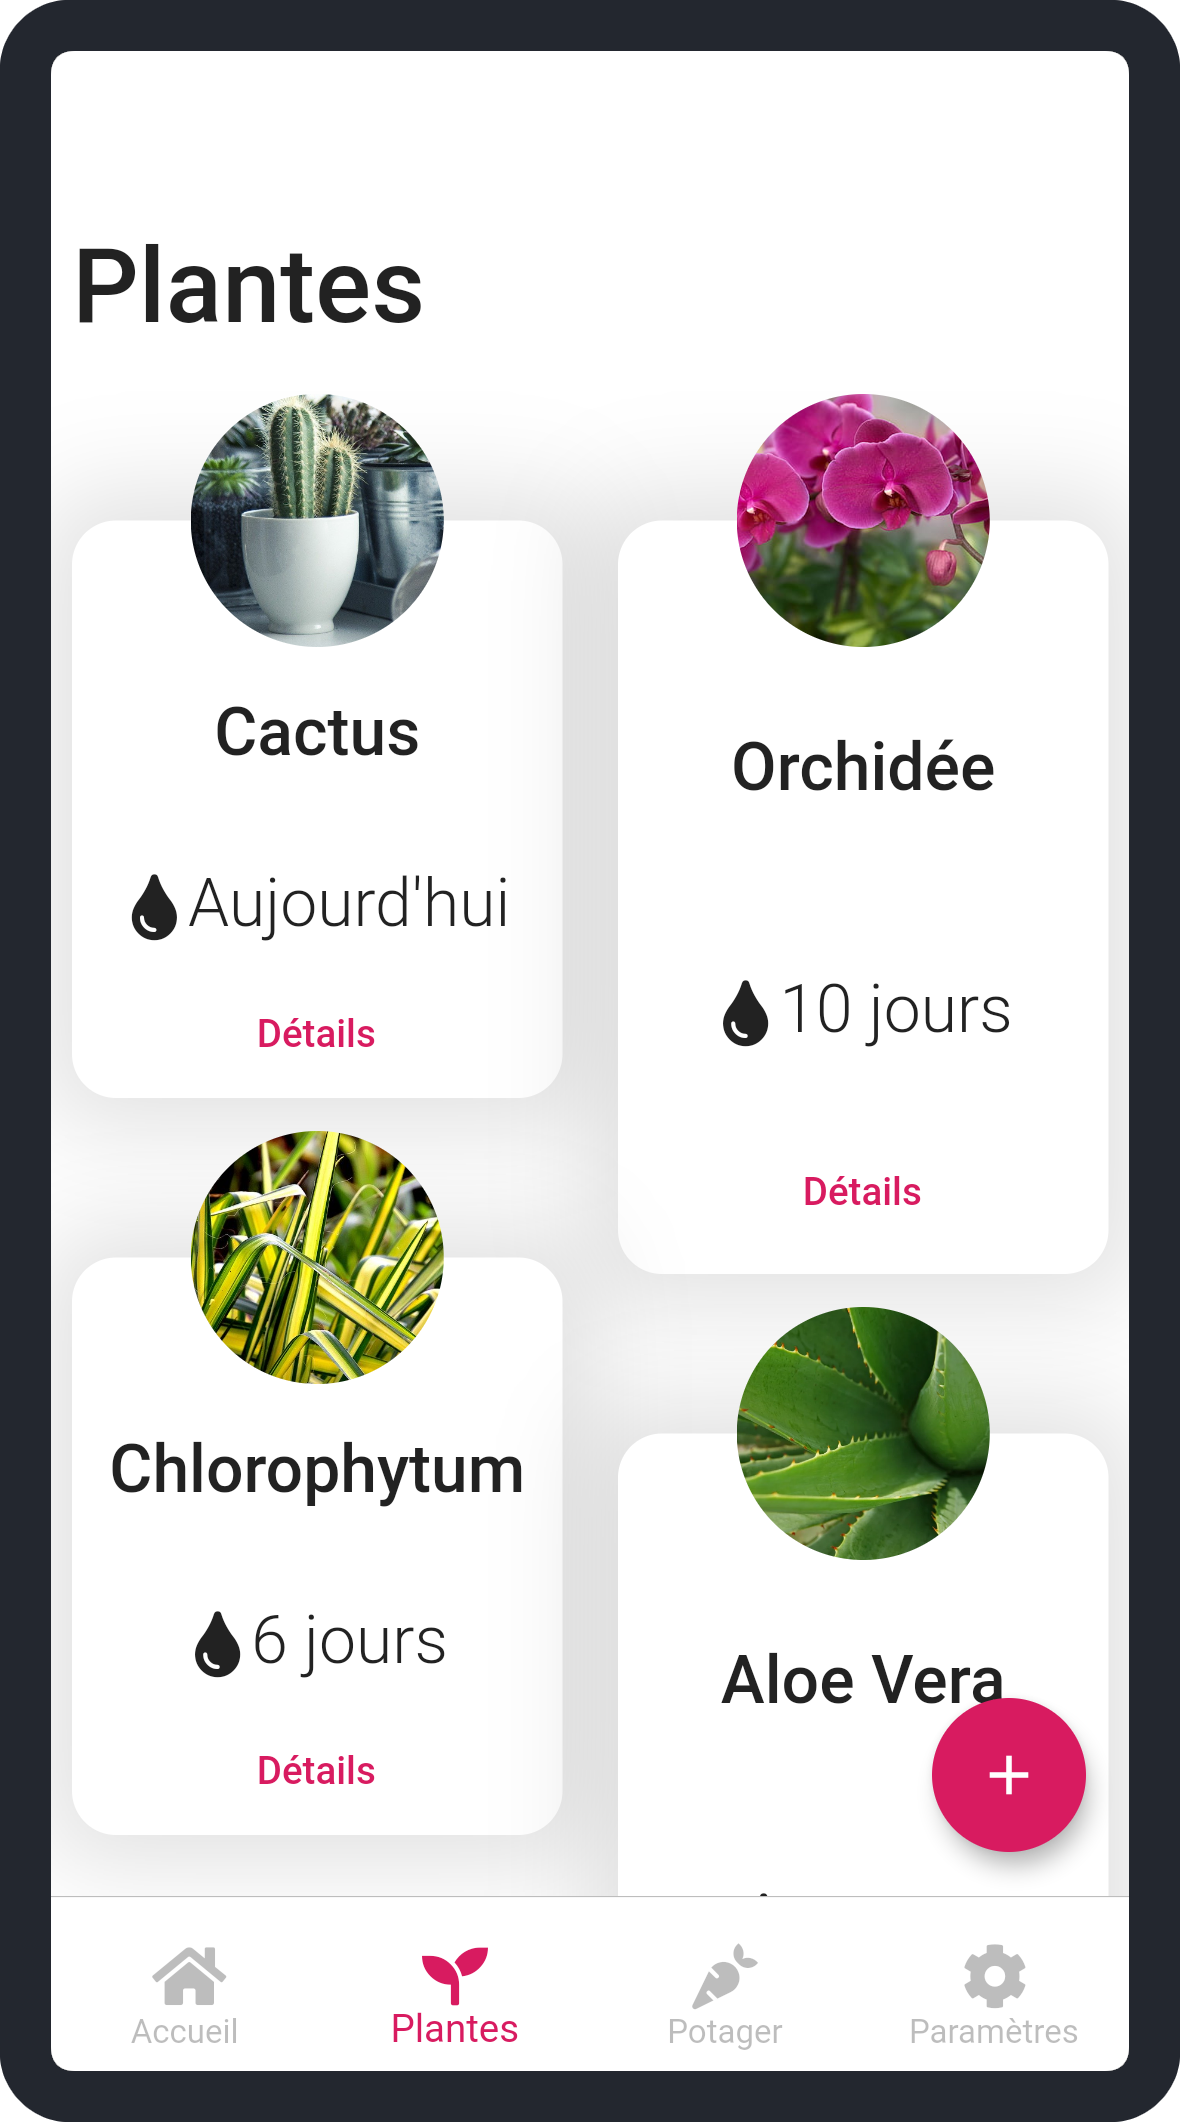 Plantes
Cactus
Aujourd'hui
Détails
Orchidée
10 jours
Détails
Chlorophytum
6 jours
Détails
Aloe Vera
+
Accueil
Plantes
Potager
Paramètres